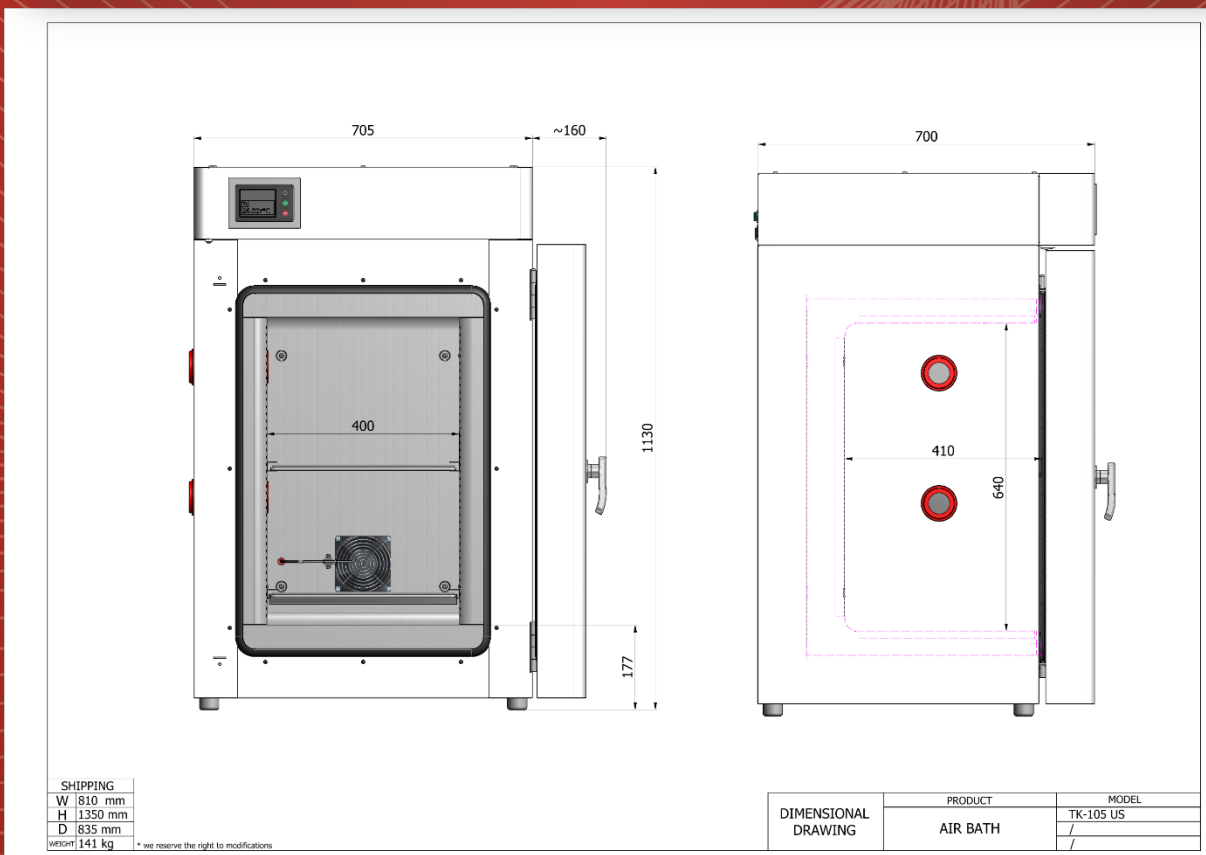 705
~160
700
400
1130
410
640
177
SHIPPING
W 810 mm
H 1350 mm
D 835 mm
WEIGHT 141 kg
* we reserve the right to modifications
DIMENSIONAL
DRAWING
PRODUCT
AIR BATH
MODEL
TK-105 US
/
/